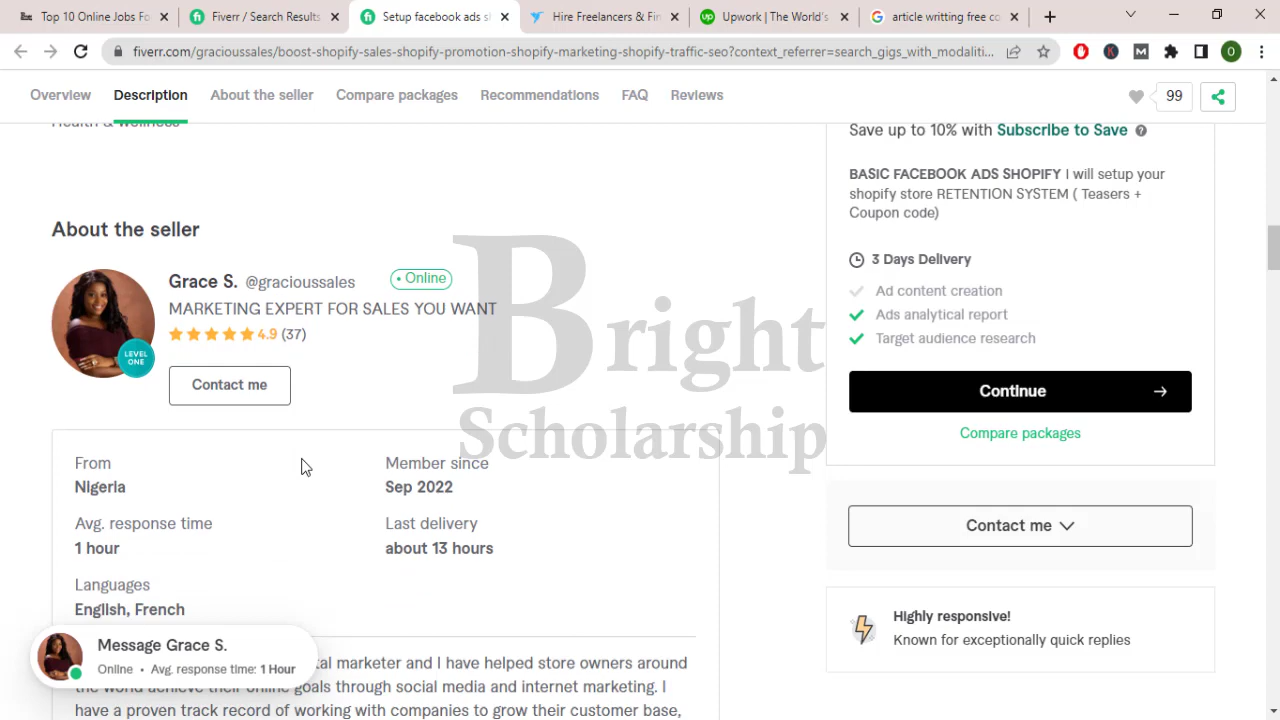 Top 10 Online Jobs Fo
Fiverr / Search Results
Setup facebook ads s
Hire Freelancers & Fin
Upwork | The World's
article writting free co
fiverr.com/gracioussales/boost-shopify-sales-shopify-promotion-shopify-marketing-shopify-traffic-seo?context_referrer=search_gigs_with_modaliti...
Overview
Description
About the seller
Compare packages
Recommendations
FAQ
Reviews
99
Health & wellness
Save up to 10% with Subscribe to Save
BASIC FACEBOOK ADS SHOPIFY I will setup your
shopify store RETENTION SYSTEM ( Teasers +
Coupon code)
3 Days Delivery
Ad content creation
Ads analytical report
Target audience research
Continue
Compare packages
Contact me
Highly responsive!
Known for exceptionally quick replies
About the seller
Grace S. @gracioussales • Online
MARKETING EXPERT FOR SALES YOU WANT
4.9 (37)
LEVEL
ONE
Contact me
Bright
Scholarship
From
Nigeria
Member since
Sep 2022
Avg. response time
1 hour
Last delivery
about 13 hours
Languages
English, French
Message Grace S.
Online • Avg. response time: 1 Hour
tal marketer and I have helped store owners around
the world achieve their online goals through social media and internet marketing. I
have a proven track record of working with companies to grow their customer base,